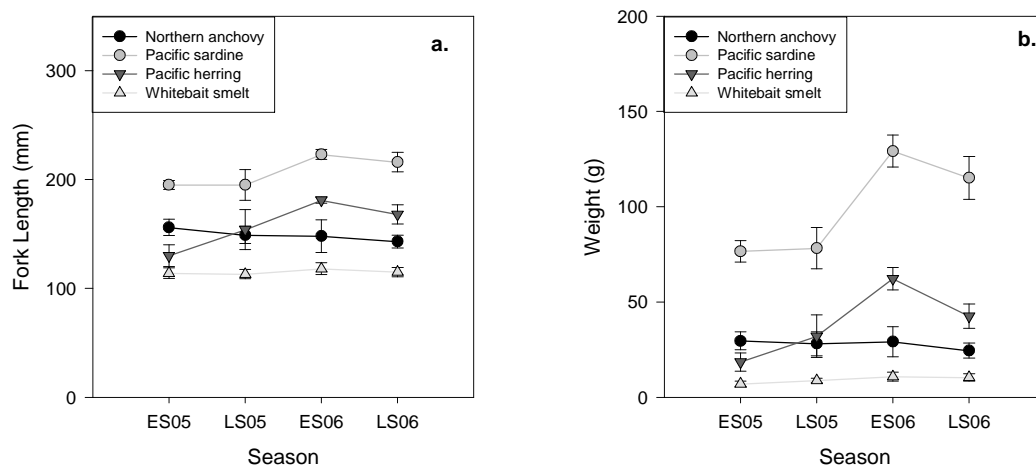 a.
Northern anchovy
Pacific sardine
Pacific herring
Whitebait smelt
300
200
100
0
Fork Length (mm)
ES05 LS05 ES06 LS06
Season
b.
Northern anchovy
Pacific sardine
Pacific herring
Whitebait smelt
200
150
100
50
0
Weight (g)
ES05 LS05 ES06 LS06
Season